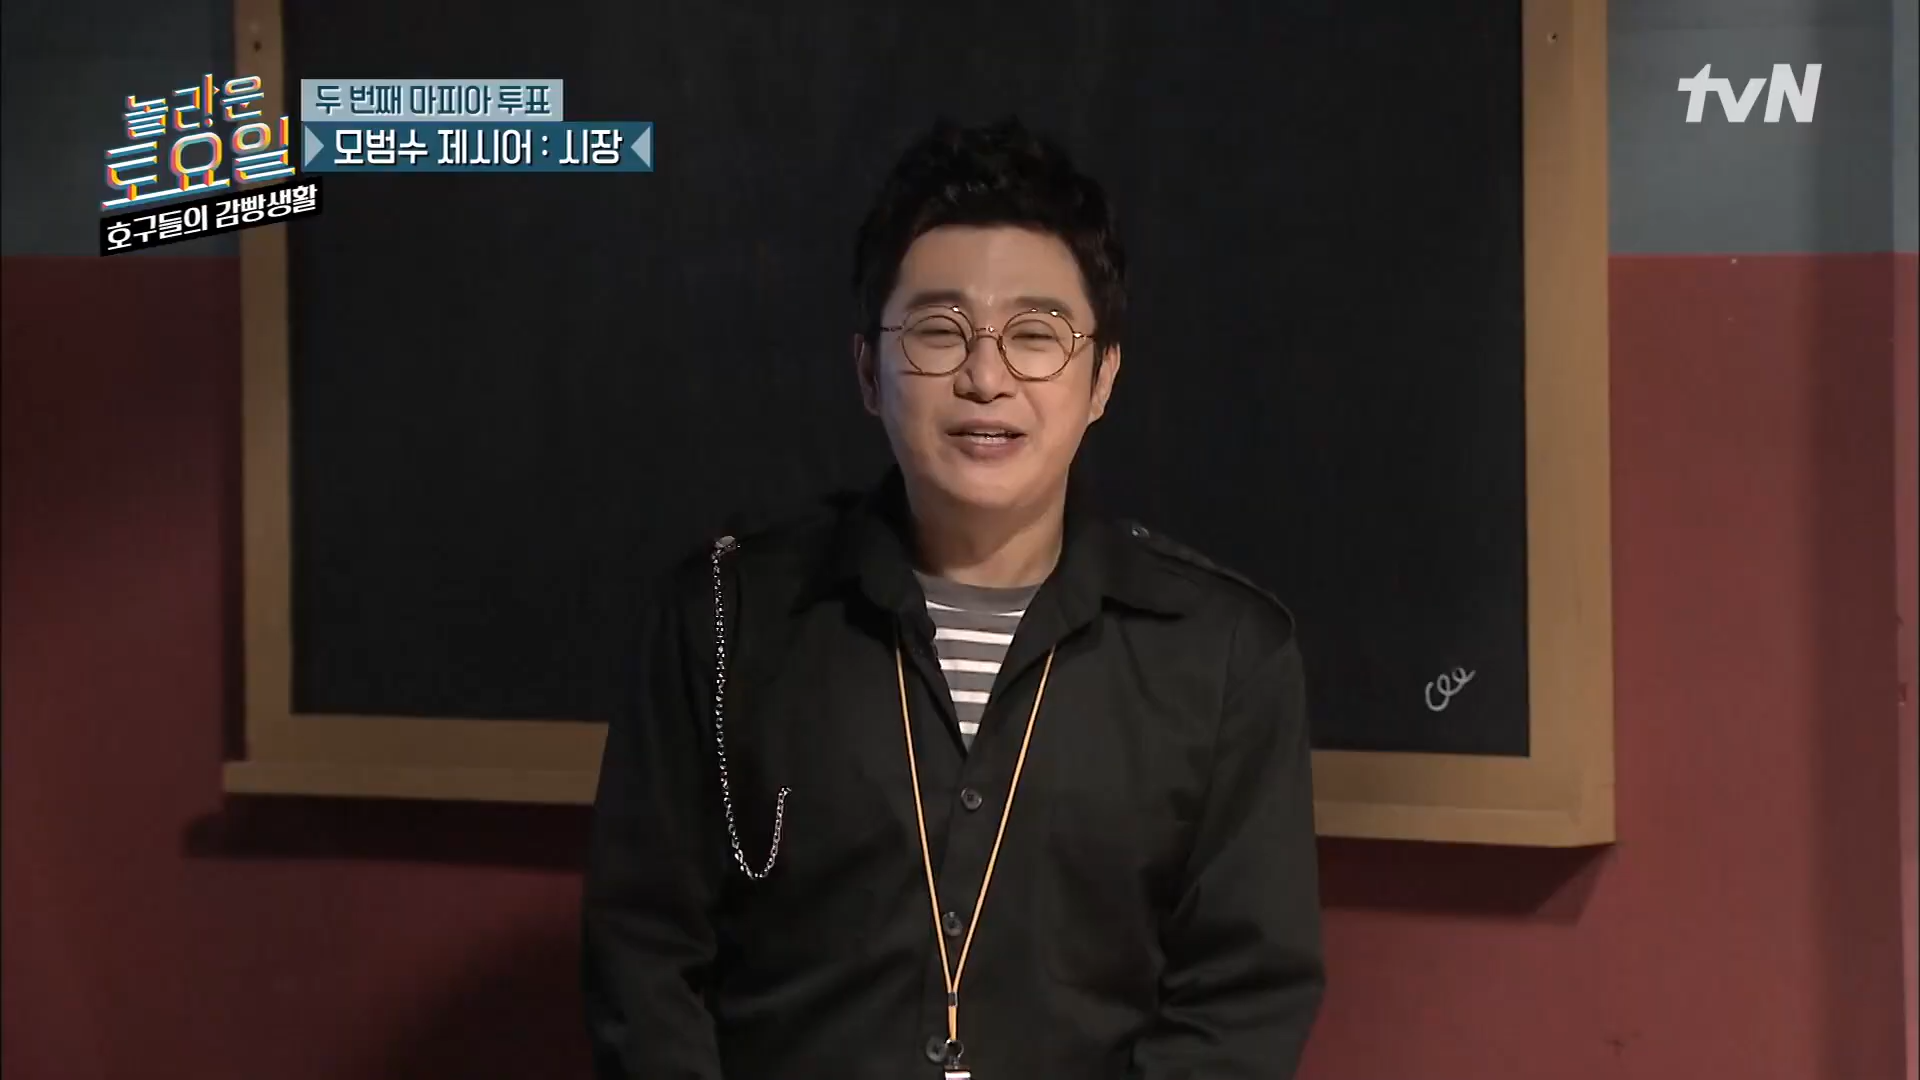 놀라운
토요일
호구들의 감빵생활
두 번째 마피아 투표
모범수 제시어 : 시장
tvN